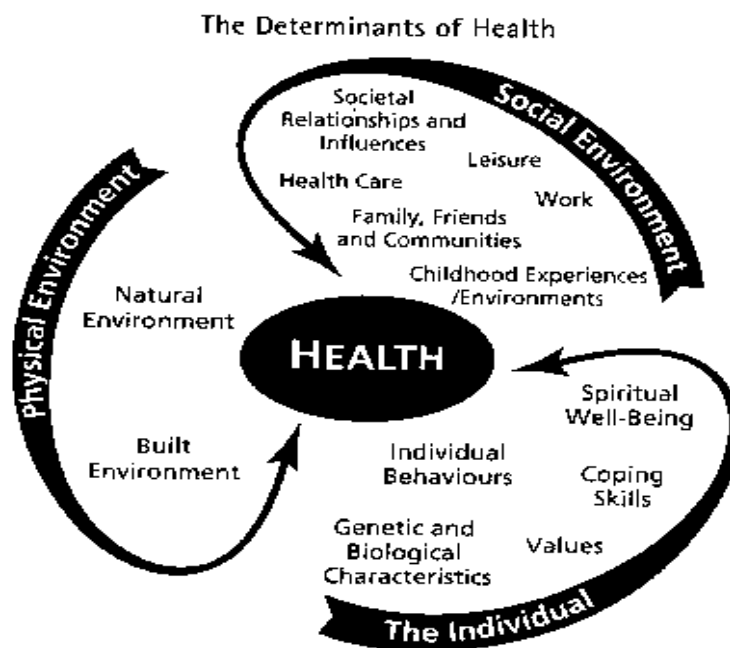 The Determinants of Health
Social Environment
Societal
Relationships and
Influences
Leisure
Health Care
Work
Family, Friends
and Communities
Childhood Experiences
/Environments
Physical Environment
Natural
Environment
Built
Environment
HEALTH
Spiritual
Well-Being
Individual
Behaviours
Coping
Skills
Genetic and
Biological
Characteristics
Values
The Individual